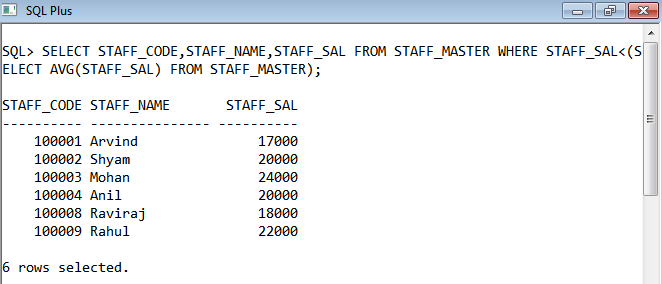 SQL Plus
SQL> SELECT STAFF_CODE,STAFF_NAME,STAFF_SAL FROM STAFF_MASTER WHERE STAFF_SAL<(S
ELECT AVG(STAFF_SAL) FROM STAFF_MASTER);
STAFF_CODE STAFF_NAME       STAFF_SAL
---------- --------------- ----------
    100001 Arvind               17000
    100002 Shyam                20000
    100003 Mohan                24000
    100004 Anil                 20000
    100008 Raviraj              18000
    100009 Rahul                22000
6 rows selected.